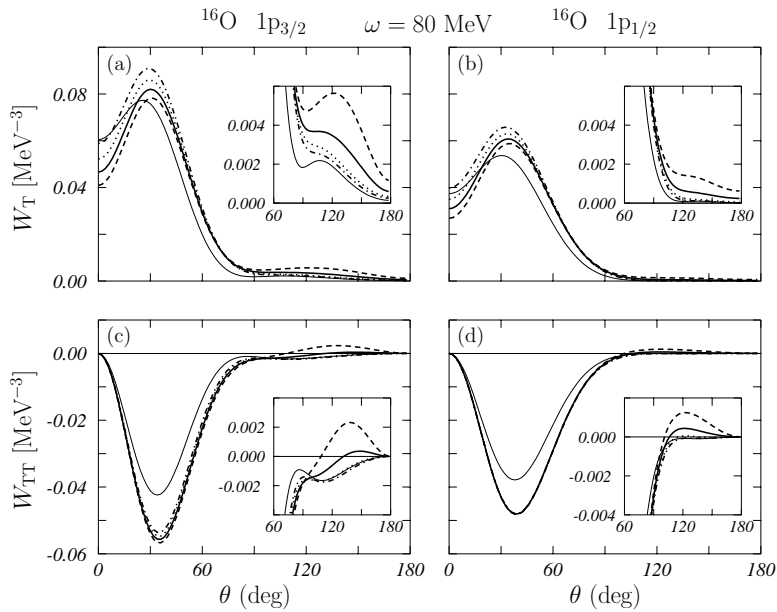 ¹⁶O 1p₃/₂ ω = 80 MeV ¹⁶O 1p₁/₂
(a)
W_T [MeV⁻³]
0.08
0.04
0.00
0.004
0.002
0.000
60 120 180
(b)
0.004
0.002
0.000
60 120 180
(c)
W_TT [MeV⁻³]
0.00
-0.02
-0.04
-0.06
0.002
0.000
-0.002
60 120 180
0 60 120 180
θ (deg)
(d)
0.000
-0.002
-0.004
60 120 180
0 60 120 180
θ (deg)